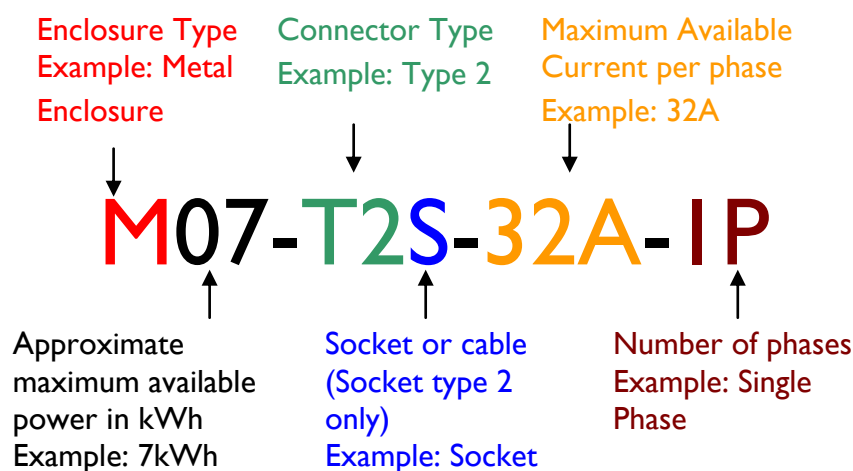 Enclosure Type
Example: Metal
Enclosure
Connector Type
Example: Type 2
Maximum Available
Current per phase
Example: 32A
M07-T2S-32A-1P
Approximate
maximum available
power in kWh
Example: 7kWh
Socket or cable
(Socket type 2
only)
Example: Socket
Number of phases
Example: Single
Phase